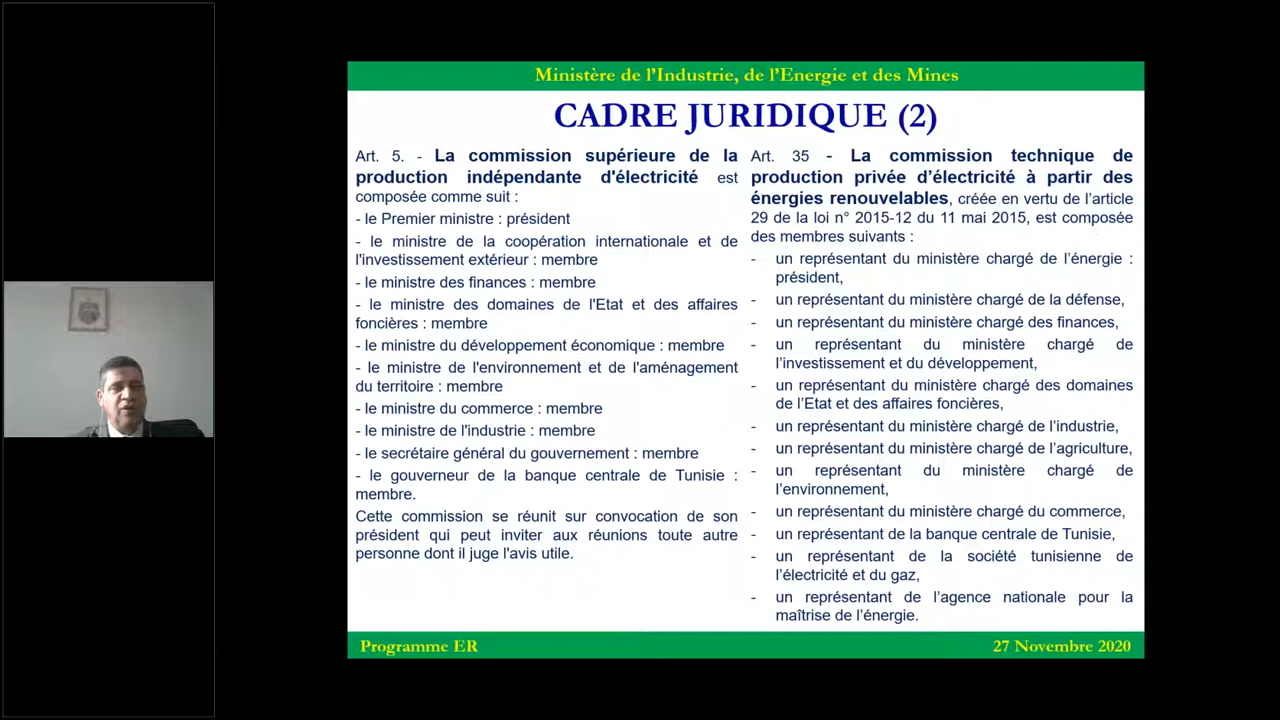 Ministère de l'Industrie, de l'Energie et des Mines
CADRE JURIDIQUE (2)
Art. 5. - La commission supérieure de la
production indépendante d'électricité est
composée comme suit :
- le Premier ministre : président
- le ministre de la coopération internationale et de
l'investissement extérieur : membre
- le ministre des finances : membre
- le ministre des domaines de l'Etat et des affaires
foncières : membre
- le ministre du développement économique : membre
- le ministre de l'environnement et de l'aménagement
du territoire : membre
- le ministre du commerce : membre
- le ministre de l'industrie : membre
- le secrétaire général du gouvernement : membre
- le gouverneur de la banque centrale de Tunisie :
membre.
Cette commission se réunit sur convocation de son
président qui peut inviter aux réunions toute autre
personne dont il juge l'avis utile.
Art. 35 - La commission technique de
production privée d’électricité à partir des
énergies renouvelables, créée en vertu de l’article
29 de la loi n° 2015-12 du 11 mai 2015, est composée
des membres suivants :
- un représentant du ministère chargé de l’énergie :
président,
- un représentant du ministère chargé de la défense,
- un représentant du ministère chargé des finances,
- un représentant du ministère chargé de
l’investissement et du développement,
- un représentant du ministère chargé des domaines
de l’Etat et des affaires foncières,
- un représentant du ministère chargé de l’industrie,
- un représentant du ministère chargé de l’agriculture,
- un représentant du ministère chargé de
l’environnement,
- un représentant du ministère chargé du commerce,
- un représentant de la banque centrale de Tunisie,
- un représentant de la société tunisienne de
l’électricité et du gaz,
- un représentant de l’agence nationale pour la
maîtrise de l’énergie.
Programme ER
27 Novembre 2020